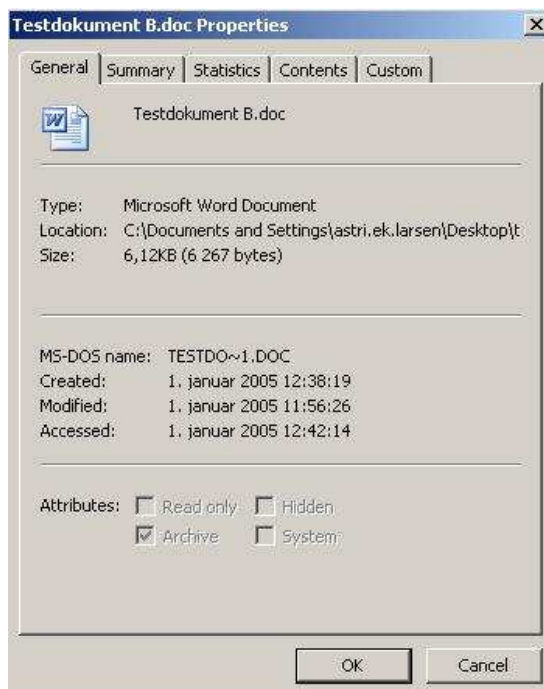 Testdokument B.doc Properties
General Summary Statistics Contents Custom
Testdokument B.doc
Type: Microsoft Word Document
Location: C:\Documents and Settings\astri.ek.larsen\Desktop\t
Size: 6,12KB (6 267 bytes)
MS-DOS name: TESTDO~1.DOC
Created: 1. januar 2005 12:38:19
Modified: 1. januar 2005 11:56:26
Accessed: 1. januar 2005 12:42:14
Attributes: Read only Hidden
Archive System
OK Cancel